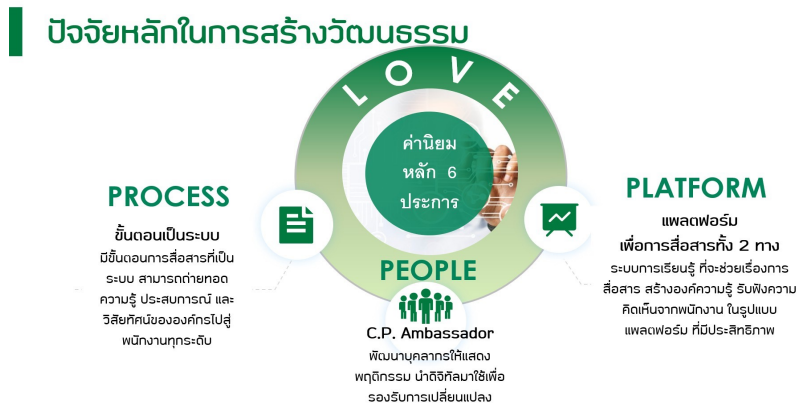 ปัจจัยหลักในการสร้างวัฒนธรรม
LOVE
ค่านิยม
หลัก 6
ประการ
PROCESS
ขั้นตอนเป็นระบบ
มีขั้นตอนการสื่อสารที่เป็น
ระบบ สามารถถ่ายทอด
ความรู้ ประสบการณ์ และ
วิสัยทัศน์ขององค์กรไปสู่
พนักงานทุกระดับ
PEOPLE
C.P. Ambassador
พัฒนาบุคลากรให้แสดง
พฤติกรรม นำดิจิทัลมาใช้เพื่อ
รองรับการเปลี่ยนแปลง
PLATFORM
แพลตฟอร์ม
เพื่อการสื่อสารทั้ง 2 ทาง
ระบบการเรียนรู้ ที่จะช่วยเรื่องการ
สื่อสาร สร้างองค์ความรู้ รับฟังความ
คิดเห็นจากพนักงาน ในรูปแบบ
แพลตฟอร์ม ที่มีประสิทธิภาพ